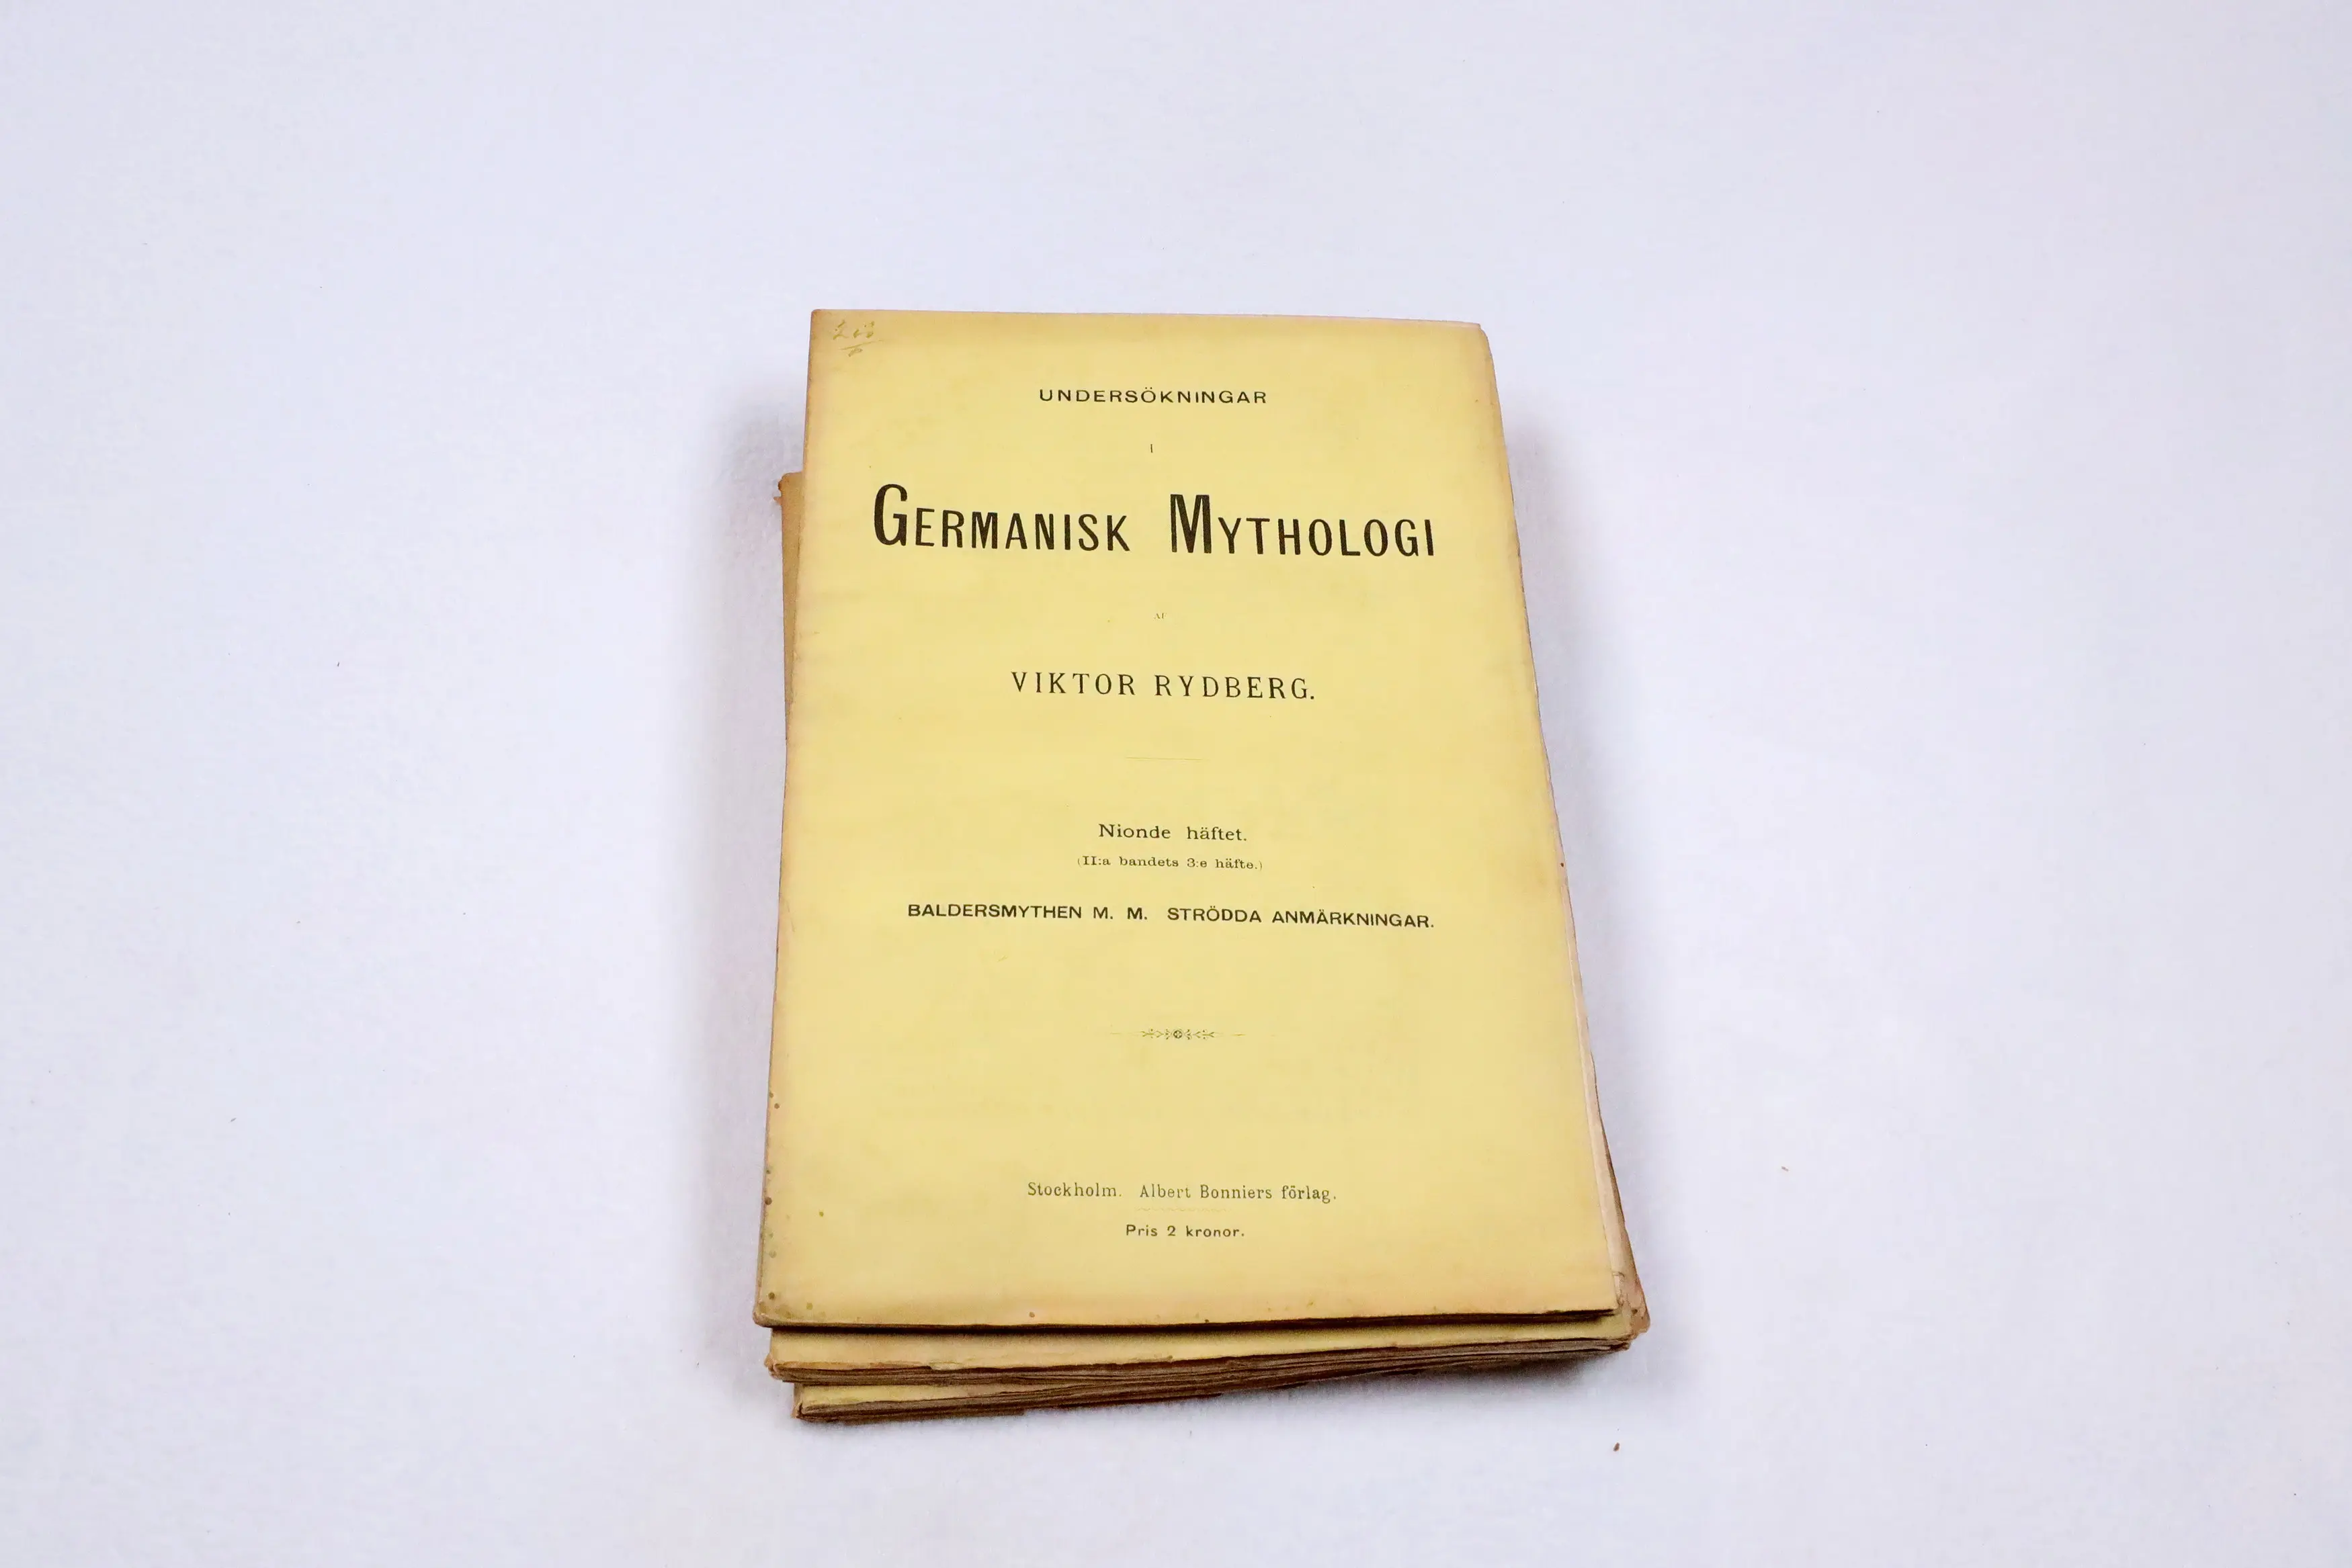 UNDERSÖKNINGAR
I
GERMANISK MYTHOLOGI
AF
VIKTOR RYDBERG.
Nionde häftet.
(II:a bandets 3:e häfte.)
BALDERSMYTHEN M. M. STRÖDDA ANMÄRKNINGAR.
Stockholm. Albert Bonniers förlag.
Pris 2 kronor.